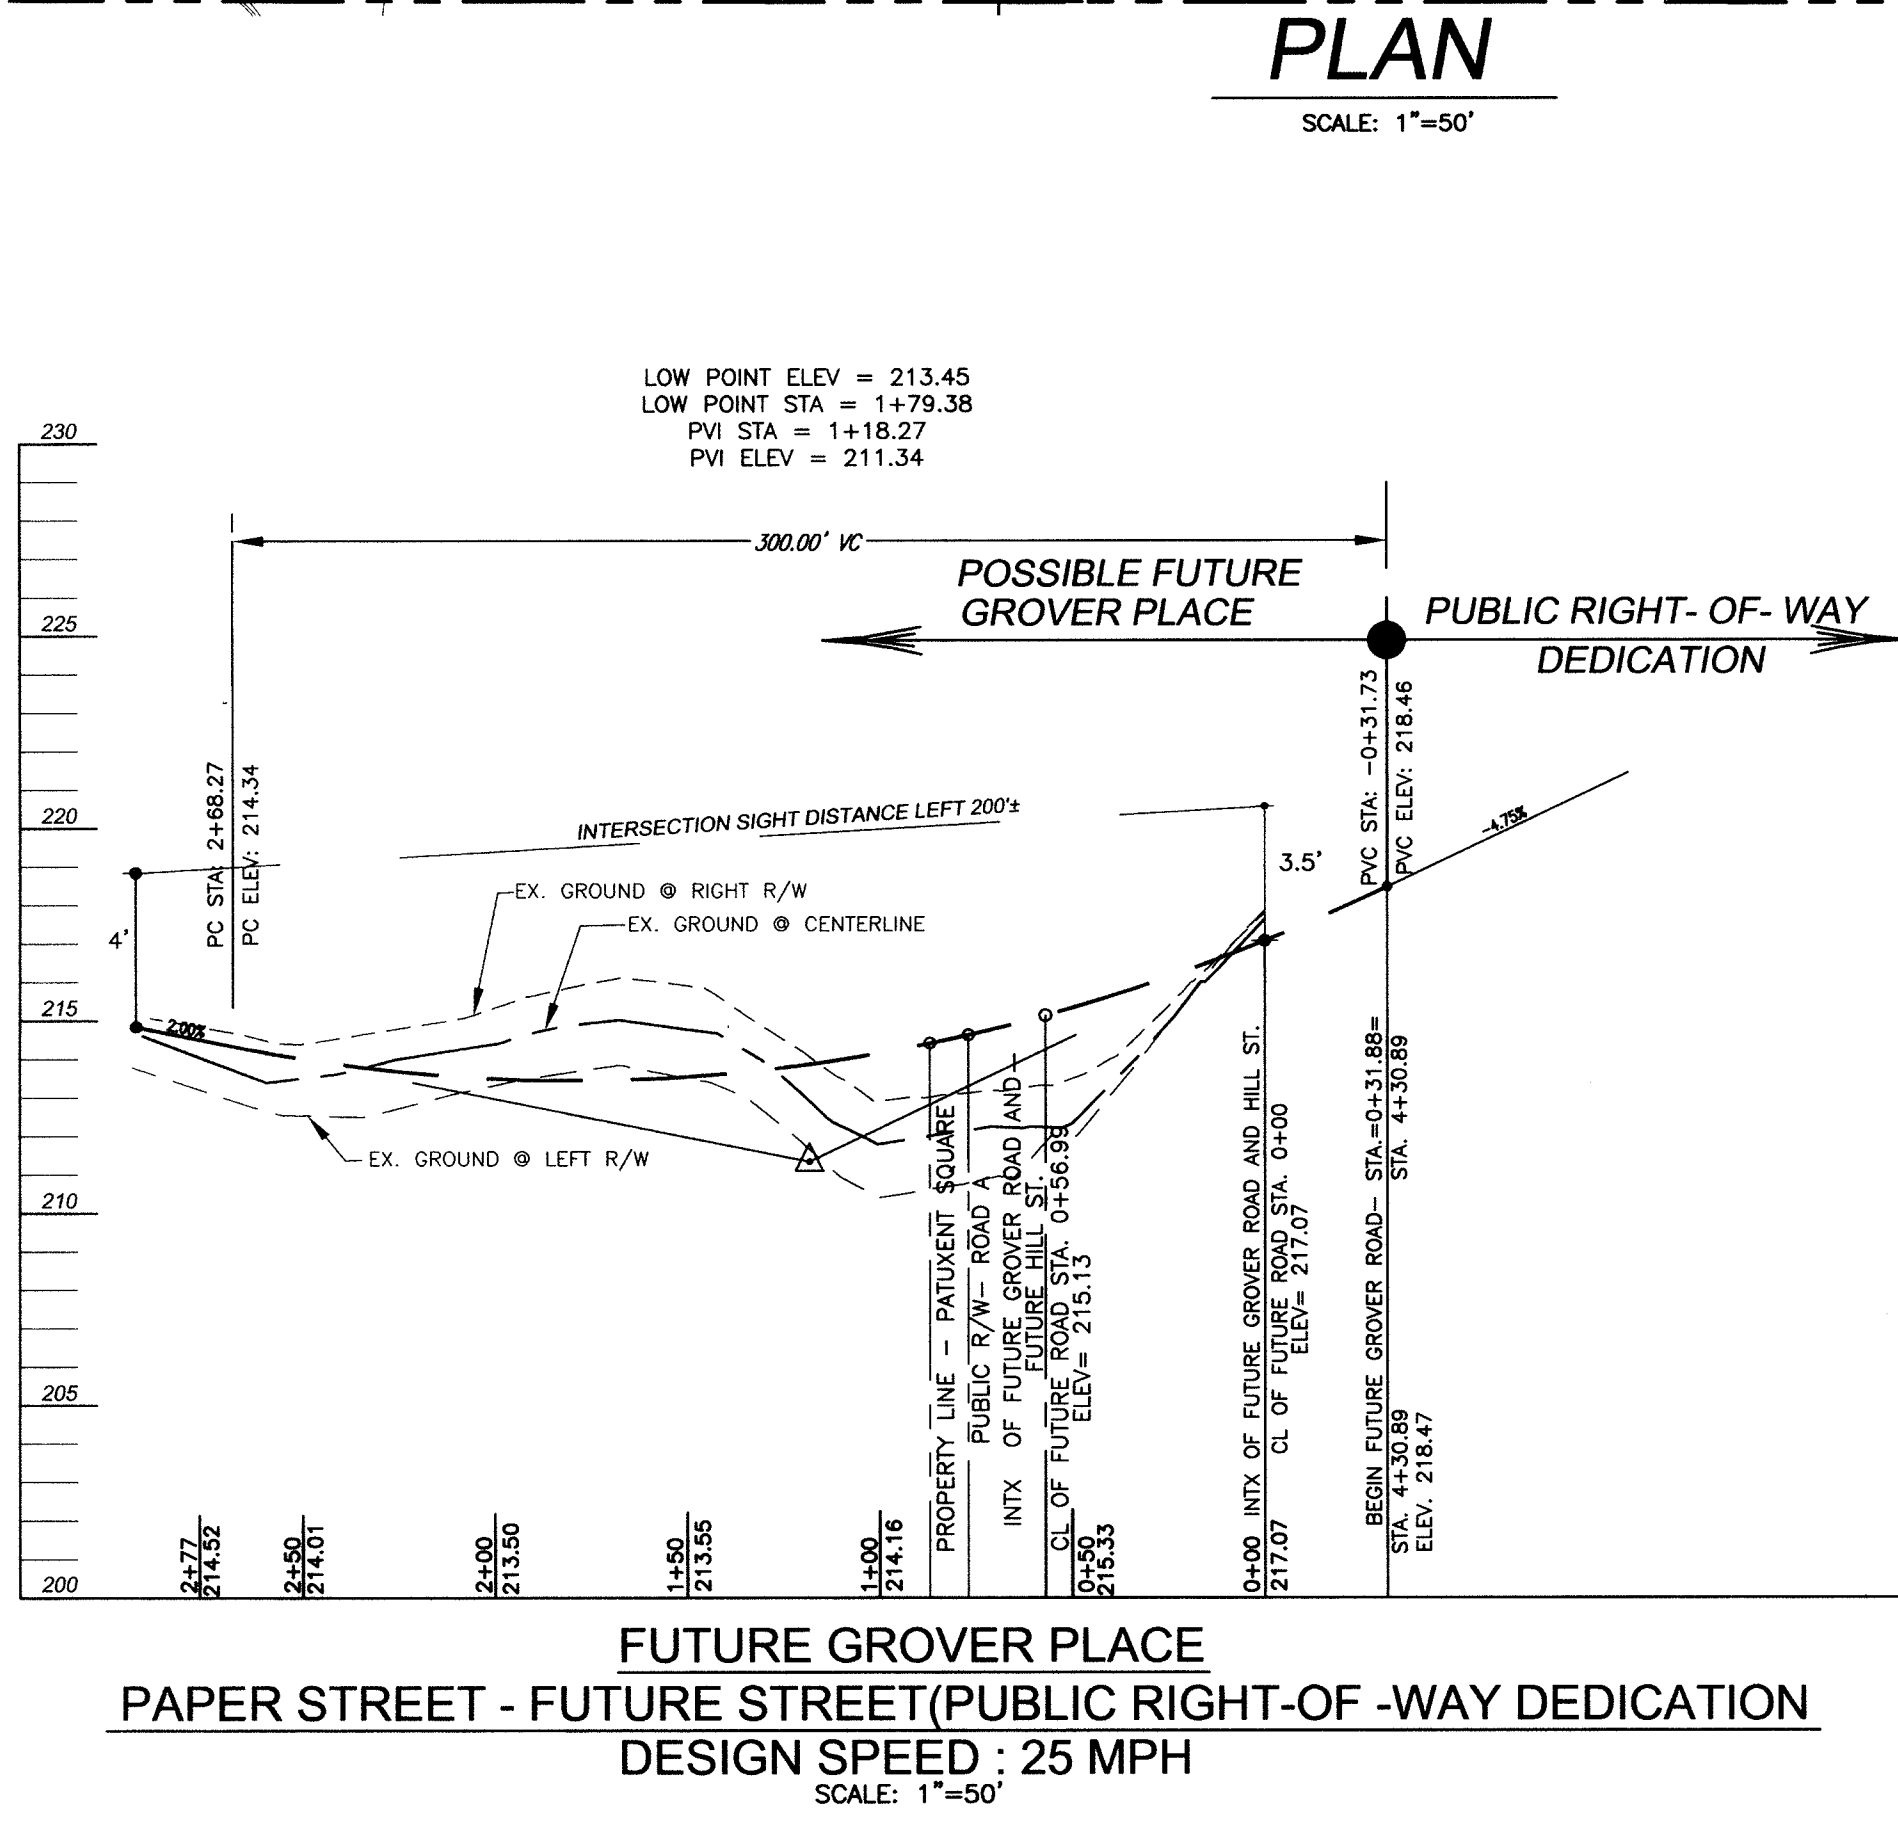 PLAN
SCALE: 1"=50'
LOW POINT ELEV = 213.45
LOW POINT STA = 1+79.38
PVI STA = 1+18.27
PVI ELEV = 211.34
230
225
220
215
210
205
200
300.00' VC
POSSIBLE FUTURE
GROVER PLACE
PUBLIC RIGHT- OF- WAY
DEDICATION
PC STA: 2+68.27
PC ELEV: 214.34
INTERSECTION SIGHT DISTANCE LEFT 200'±
4'
3.5'
PVC STA: -0+31.73
PVC ELEV: 218.46
-4.75%
2.00%
EX. GROUND @ RIGHT R/W
EX. GROUND @ CENTERLINE
EX. GROUND @ LEFT R/W
PROPERTY LINE - PATUXENT SQUARE
PUBLIC R/W- ROAD A
INTX OF FUTURE GROVER ROAD AND-
FUTURE HILL ST.
CL OF FUTURE ROAD STA. 0+56.99
ELEV= 215.13
0+00 INTX OF FUTURE GROVER ROAD AND HILL ST.
217.07 CL OF FUTURE ROAD STA. 0+00
ELEV= 217.07
BEGIN FUTURE GROVER ROAD- STA.=0+31.88=
STA. 4+30.89
STA. 4+30.89
ELEV. 218.47
2+77
214.52
2+50
214.01
2+00
213.50
1+50
213.55
1+00
214.16
0+50
215.33
FUTURE GROVER PLACE
PAPER STREET - FUTURE STREET(PUBLIC RIGHT-OF -WAY DEDICATION
DESIGN SPEED : 25 MPH
SCALE: 1"=50'